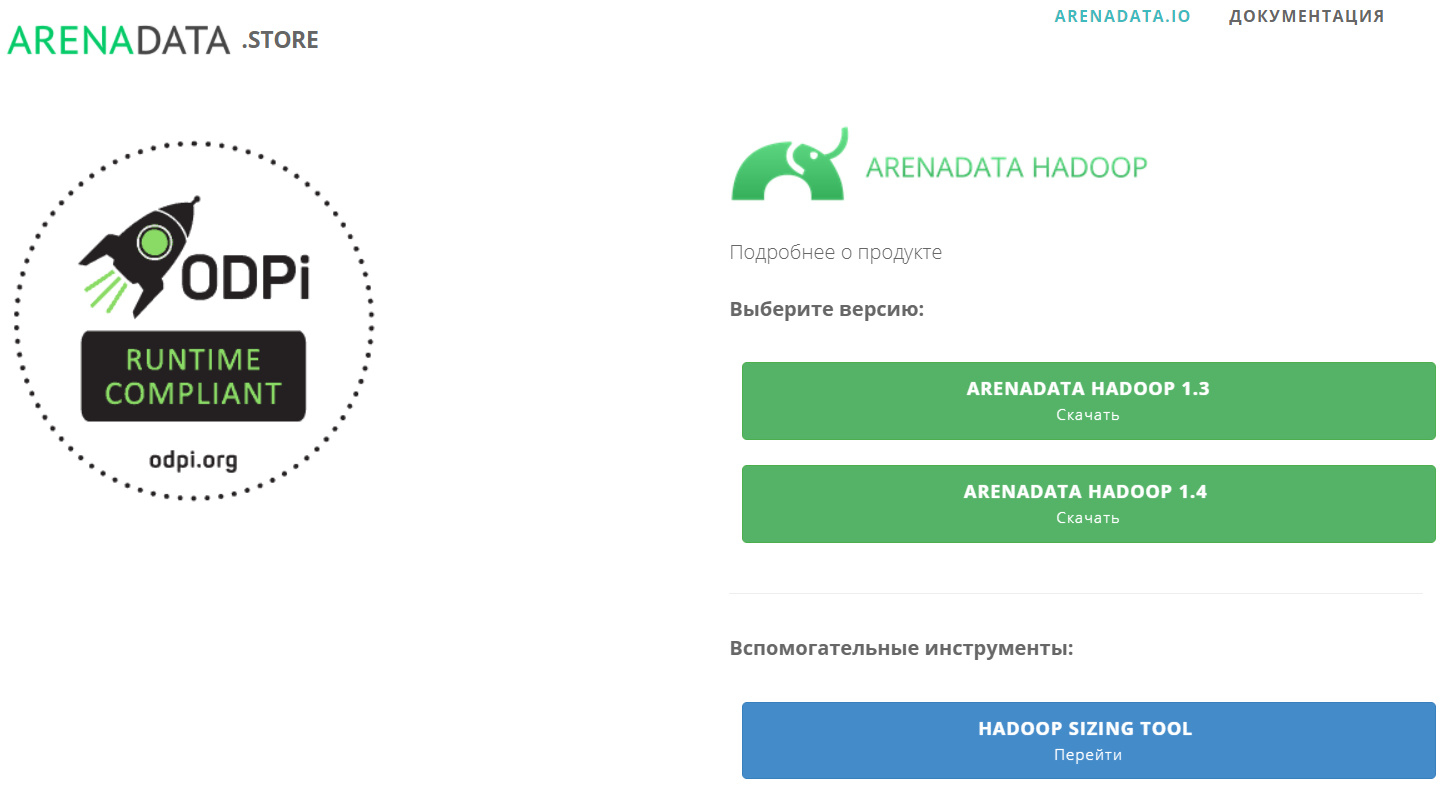 ARENADATA .STORE
ARENADATA.IO ДОКУМЕНТАЦИЯ
ODPi
RUNTIME
COMPLIANT
odpi.org
ARENADATA HADOOP
Подробнее о продукте
Выберите версию:
ARENADATA HADOOP 1.3
Скачать
ARENADATA HADOOP 1.4
Скачать
Вспомогательные инструменты:
HADOOP SIZING TOOL
Перейти